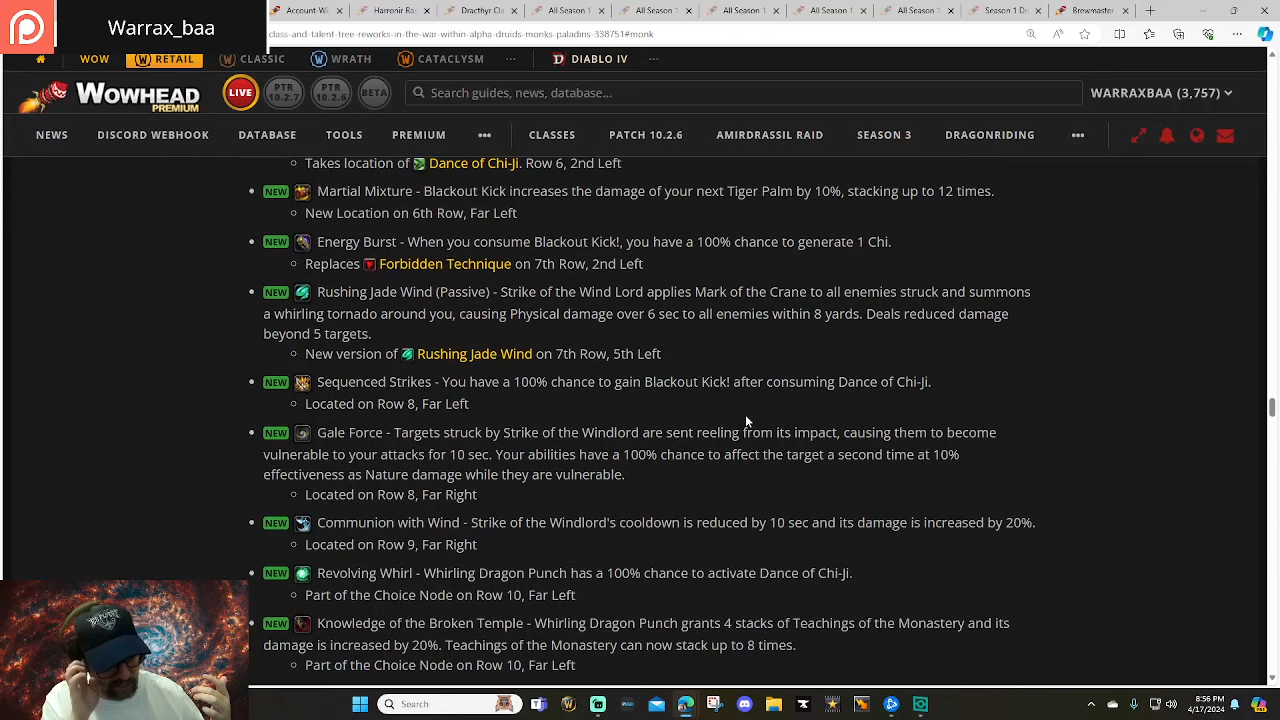 Warrax_baa
Account Wi
Harronir Ba
Dracthyr Cl
All Season 1
All Season 1
All Season 1
All Season 1
All Season 1
Season 1 D
Brewmaster
class-and-talent-tree-reworks-in-the-war-within-alpha-druids-monks-paladins-338751#monk
WOW RETAIL CLASSIC WRATH CATACLYSM ... DIABLO IV ...
WOWHEAD PREMIUM
LIVE
PTR 10.2.7
PTR 10.2.6
BETA
Search guides, news, database...
WARRAXBAA (3,757)
NEWS DISCORD WEBHOOK DATABASE TOOLS PREMIUM ... CLASSES PATCH 10.2.6 AMIRDRASSIL RAID SEASON 3 DRAGONRIDING ...
Takes location of Dance of Chi-Ji. Row 6, 2nd Left
NEW Martial Mixture - Blackout Kick increases the damage of your next Tiger Palm by 10%, stacking up to 12 times.
New Location on 6th Row, Far Left
NEW Energy Burst - When you consume Blackout Kick!, you have a 100% chance to generate 1 Chi.
Replaces Forbidden Technique on 7th Row, 2nd Left
NEW Rushing Jade Wind (Passive) - Strike of the Wind Lord applies Mark of the Crane to all enemies struck and summons
a whirling tornado around you, causing Physical damage over 6 sec to all enemies within 8 yards. Deals reduced damage
beyond 5 targets.
New version of Rushing Jade Wind on 7th Row, 5th Left
NEW Sequenced Strikes - You have a 100% chance to gain Blackout Kick! after consuming Dance of Chi-Ji.
Located on Row 8, Far Left
NEW Gale Force - Targets struck by Strike of the Windlord are sent reeling from its impact, causing them to become
vulnerable to your attacks for 10 sec. Your abilities have a 100% chance to affect the target a second time at 10%
effectiveness as Nature damage while they are vulnerable.
Located on Row 8, Far Right
NEW Communion with Wind - Strike of the Windlord's cooldown is reduced by 10 sec and its damage is increased by 20%.
Located on Row 9, Far Right
NEW Revolving Whirl - Whirling Dragon Punch has a 100% chance to activate Dance of Chi-Ji.
Part of the Choice Node on Row 10, Far Left
NEW Knowledge of the Broken Temple - Whirling Dragon Punch grants 4 stacks of Teachings of the Monastery and its
damage is increased by 20%. Teachings of the Monastery can now stack up to 8 times.
Part of the Choice Node on Row 10, Far Left
Search
8:56 PM
4/17/2024